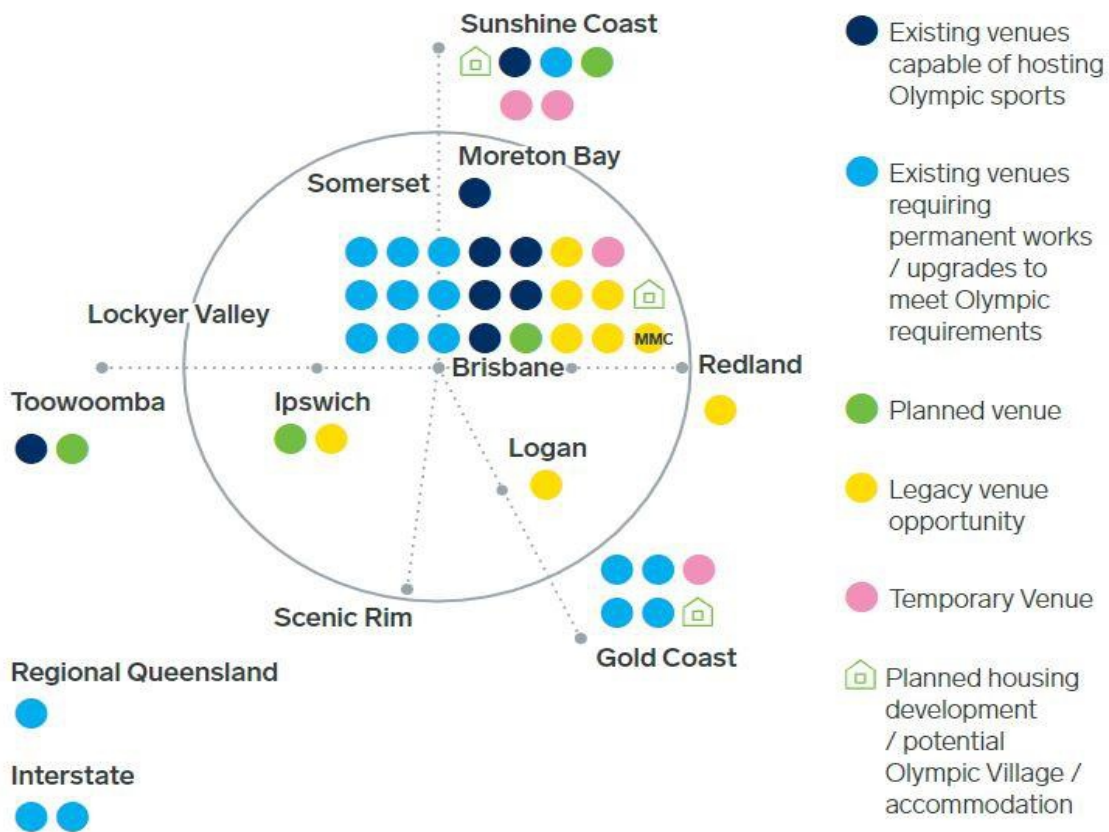 Sunshine Coast
Moreton Bay
Somerset
Lockyer Valley
MMC
Brisbane
Redland
Toowoomba
Ipswich
Logan
Scenic Rim
Gold Coast
Regional Queensland
Interstate
Existing venues
capable of hosting
Olympic sports
Existing venues
requiring
permanent works
/ upgrades to
meet Olympic
requirements
Planned venue
Legacy venue
opportunity
Temporary Venue
Planned housing
development
/ potential
Olympic Village /
accommodation